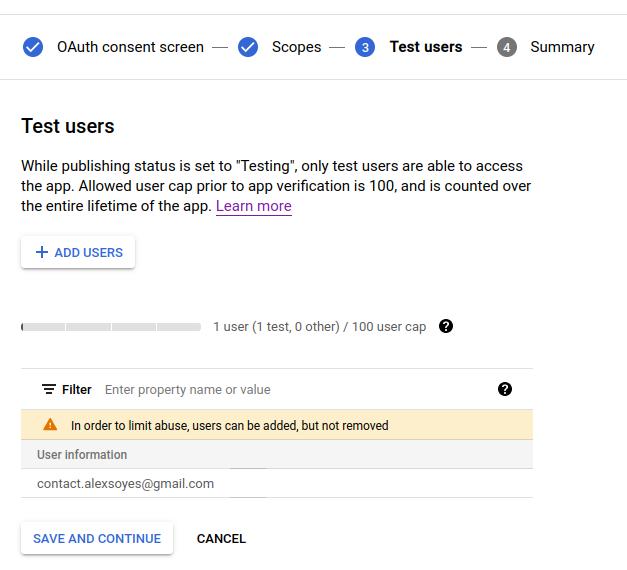 OAuth consent screen — Scopes — 3 Test users — 4 Summary
Test users
While publishing status is set to "Testing", only test users are able to access
the app. Allowed user cap prior to app verification is 100, and is counted over
the entire lifetime of the app. Learn more
+ ADD USERS
1 user (1 test, 0 other) / 100 user cap ?
Filter Enter property name or value ?
In order to limit abuse, users can be added, but not removed
User information
contact.alexsoyes@gmail.com
SAVE AND CONTINUE CANCEL